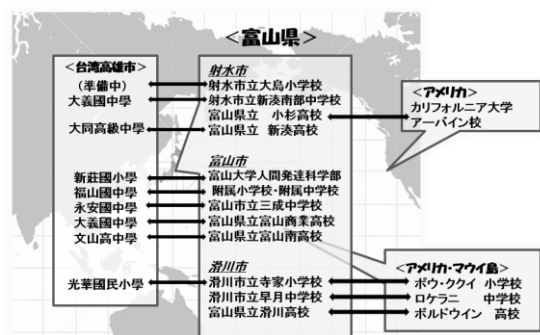 ＜富山県＞
＜台湾高雄市＞
(準備中)
大義國中學
大同高級中學
新莊國小學
福山國中學
永安國中學
大義國中學
文山高中學
光華國民小學
射水市
射水市立大島小学校
射水市立新湊南部中学校
富山県立 小杉高校
富山県立 新湊高校
富山市
富山大学人間発達科学部
附属小学校・附属中学校
富山市立三成中学校
富山県立富山商業高校
富山県立富山南高校
滑川市
滑川市立寺家小学校
滑川市立早月中学校
富山県立滑川高校
＜アメリカ＞
カリフォルニア大学
アーバイン校
＜アメリカ・マウイ島＞
ポウ・ククイ 小学校
ロケラニ 中学校
ボルドウイン 高校